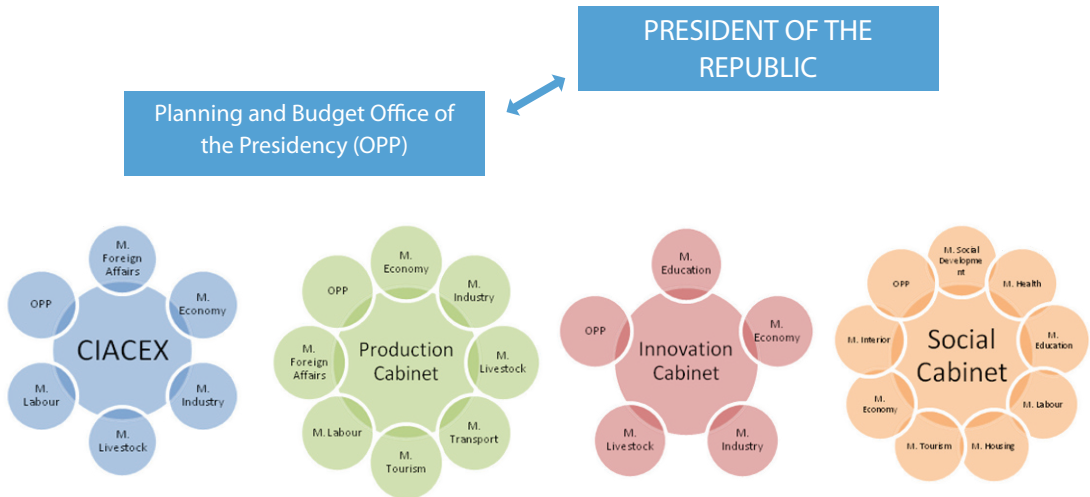 PRESIDENT OF THE
REPUBLIC
Planning and Budget Office of
the Presidency (OPP)
M.
Foreign
Affairs
M.
Economy
M.
Industry
M.
Livestock
M.
Labour
OPP
CIACEX
M.
Economy
M.
Industry
M.
Livestock
M.
Transport
M.
Tourism
M. Labour
M.
Foreign
Affairs
OPP
Production
Cabinet
M.
Education
M.
Economy
M.
Industry
M.
Livestock
OPP
Innovation
Cabinet
M. Social
Developme
nt
M. Health
M.
Education
M. Labour
M. Housing
M. Tourism
M.
Economy
M. Interior
OPP
Social
Cabinet